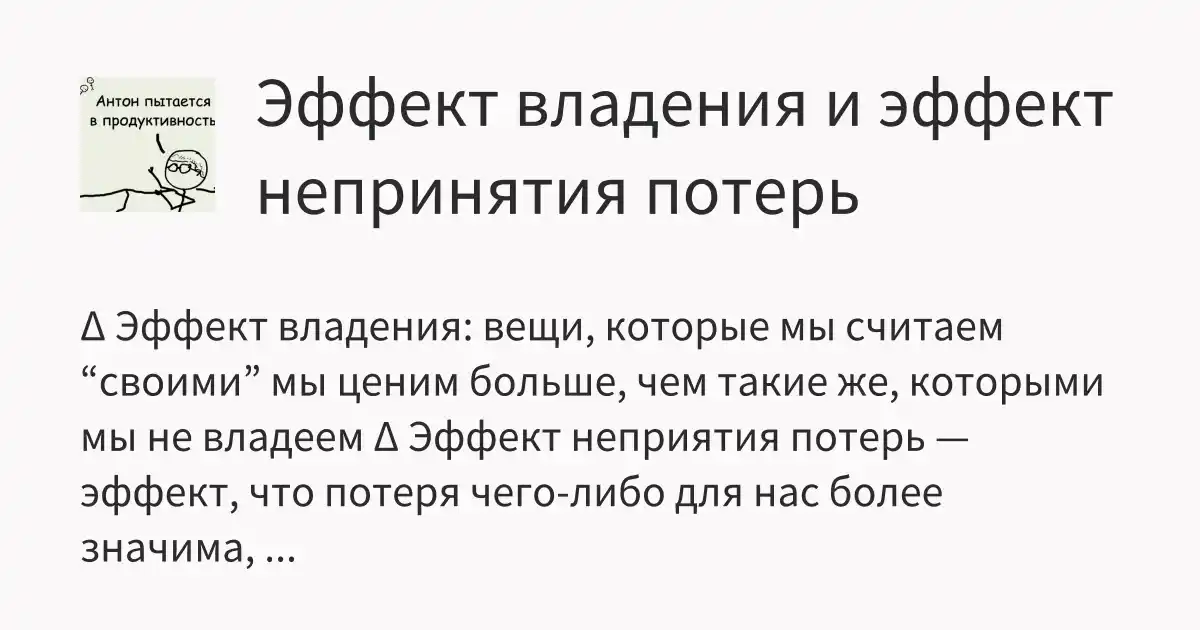 Антон пытается
в продуктивность
Эффект владения и эффект
непринятия потерь
Δ Эффект владения: вещи, которые мы считаем
“своими” мы ценим больше, чем такие же, которыми
мы не владеем Δ Эффект неприятия потерь —
эффект, что потеря чего-либо для нас более
значима, ...